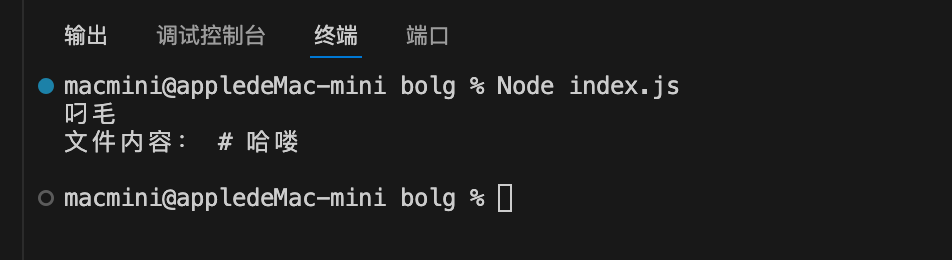 输出 调试控制台 终端 端口
macmini@appledeMac-mini bolg % Node index.js
叼毛
文件内容： # 哈喽
macmini@appledeMac-mini bolg %